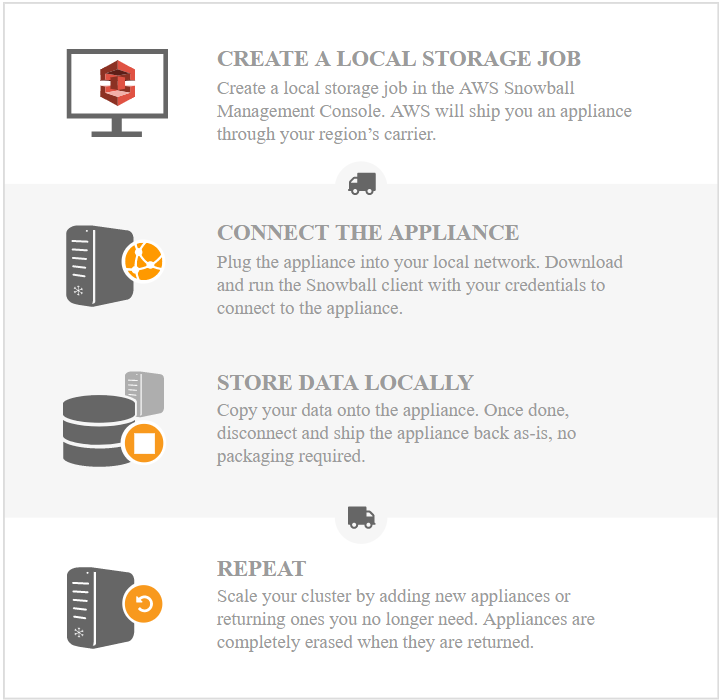 CREATE A LOCAL STORAGE JOB
Create a local storage job in the AWS Snowball
Management Console. AWS will ship you an appliance
through your region’s carrier.
CONNECT THE APPLIANCE
Plug the appliance into your local network. Download
and run the Snowball client with your credentials to
connect to the appliance.
STORE DATA LOCALLY
Copy your data onto the appliance. Once done,
disconnect and ship the appliance back as-is, no
packaging required.
REPEAT
Scale your cluster by adding new appliances or
returning ones you no longer need. Appliances are
completely erased when they are returned.